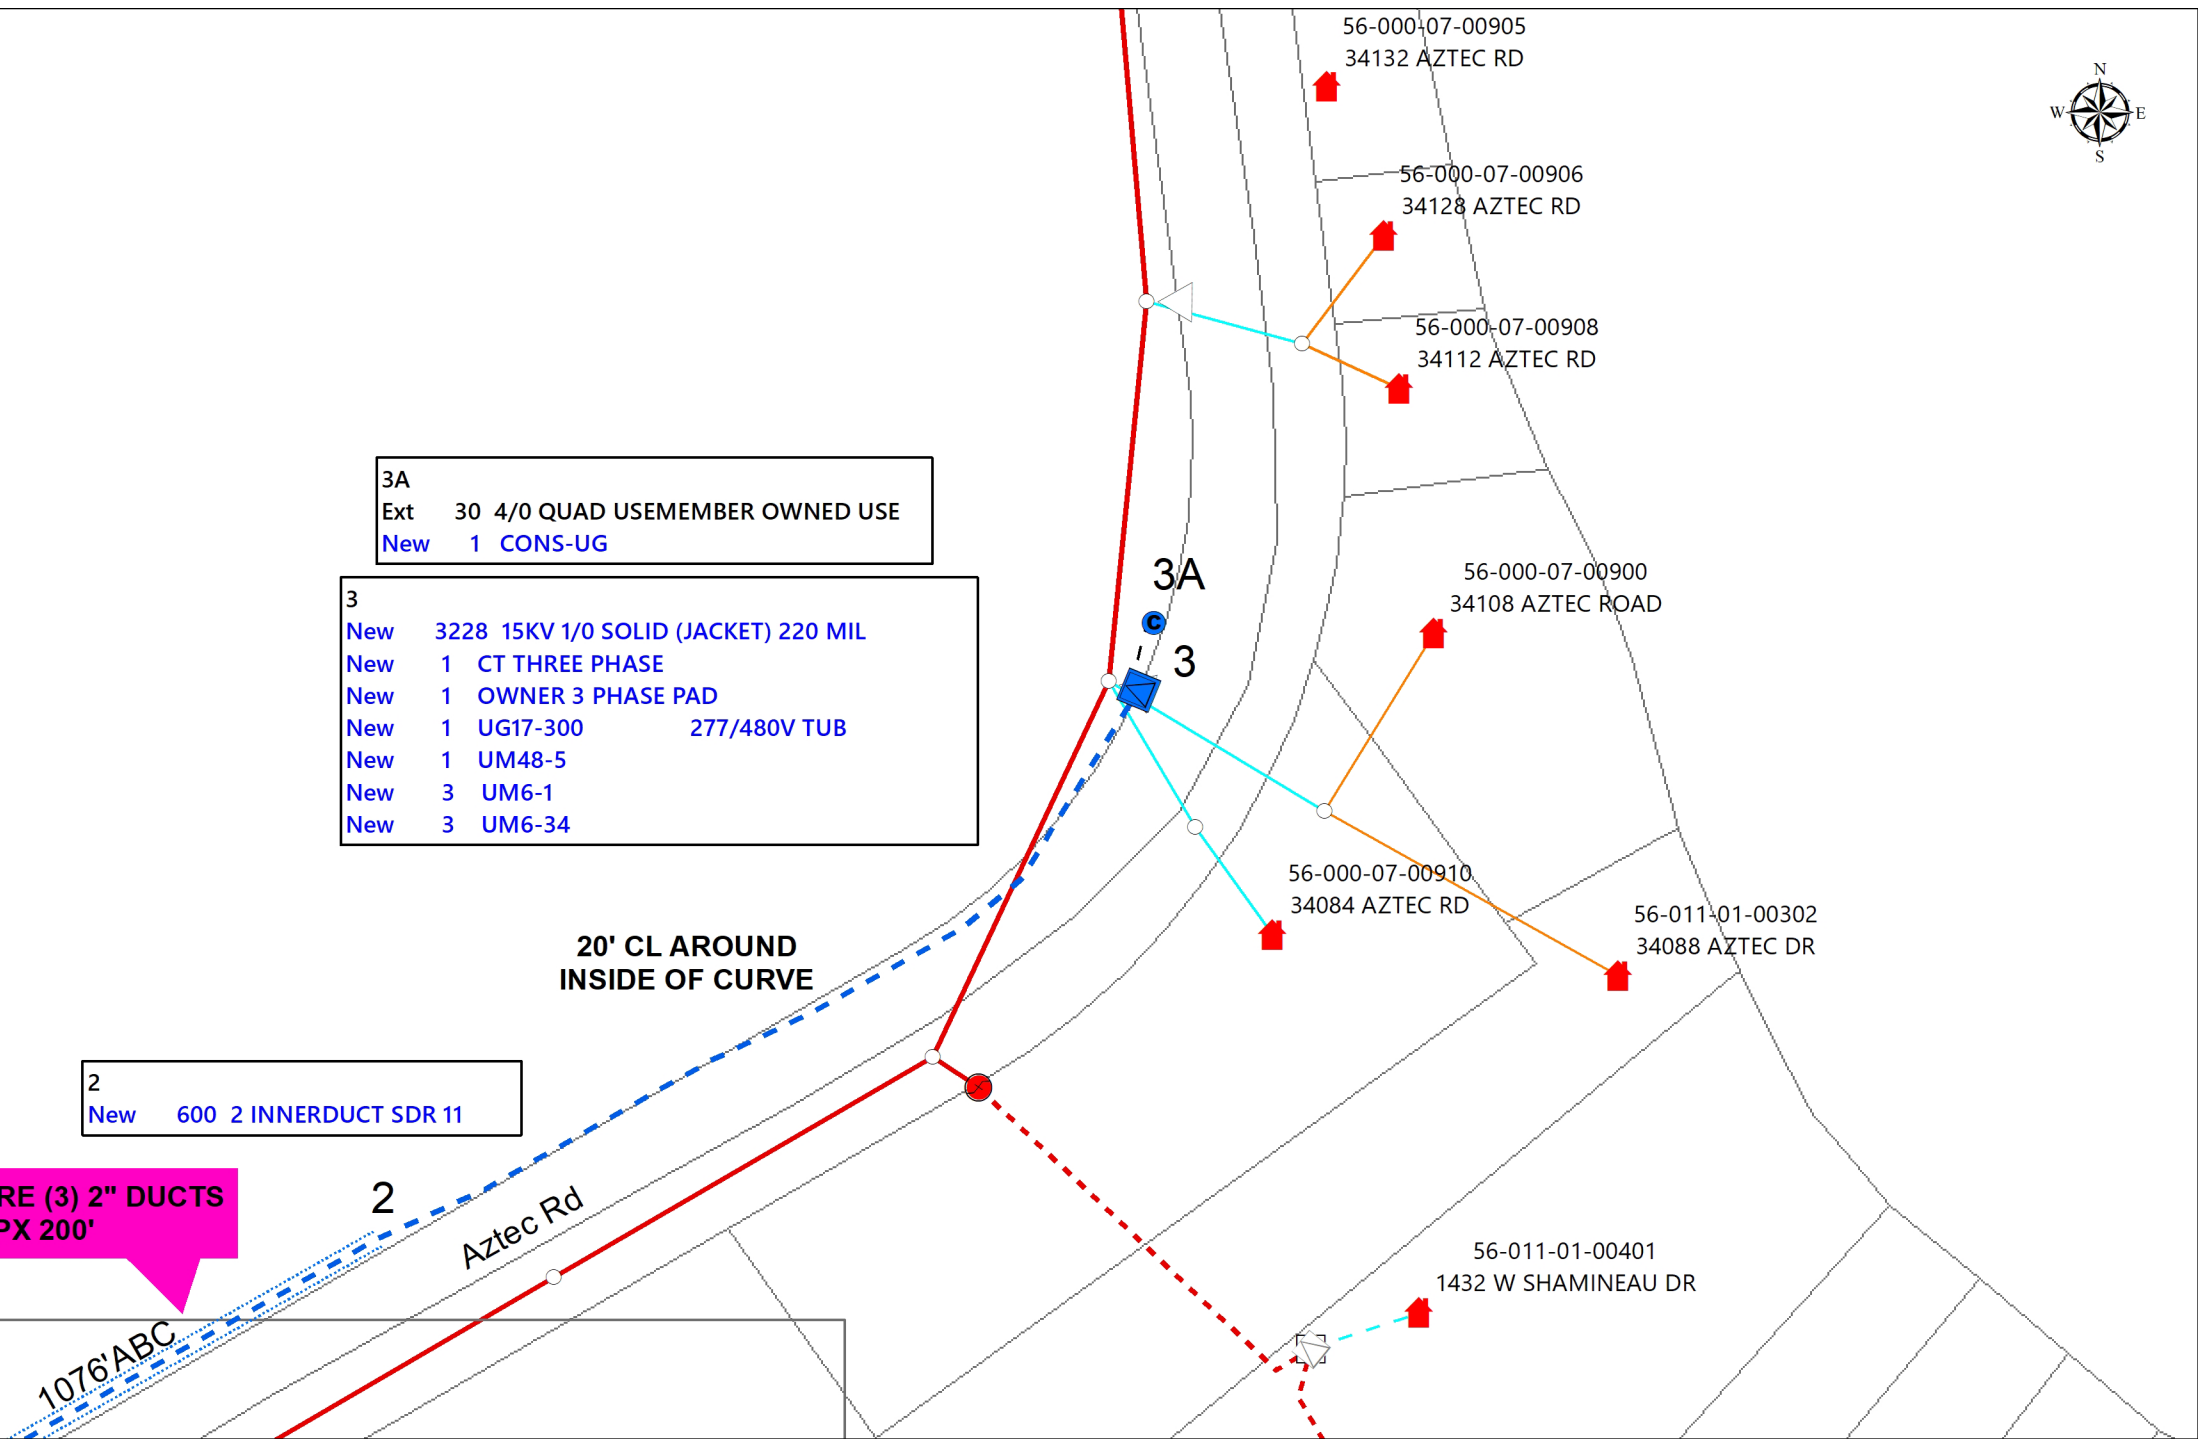 56-000-07-00905
34132 AZTEC RD
N
W E
S
56-000-07-00906
34128 AZTEC RD
56-000-07-00908
34112 AZTEC RD
3A
Ext 30 4/0 QUAD USEMEMBER OWNED USE
New 1 CONS-UG
3A
C
3
56-000-07-00900
34108 AZTEC ROAD
3
New 3228 15KV 1/0 SOLID (JACKET) 220 MIL
New 1 CT THREE PHASE
New 1 OWNER 3 PHASE PAD
New 1 UG17-300 277/480V TUB
New 1 UM48-5
New 3 UM6-1
New 3 UM6-34
56-000-07-00910
34084 AZTEC RD
56-011-01-00302
34088 AZTEC DR
20' CL AROUND
INSIDE OF CURVE
2
New 600 2 INNERDUCT SDR 11
RE (3) 2" DUCTS
PX 200'
2
Aztec Rd
56-011-01-00401
1432 W SHAMINEAU DR
1076'ABC